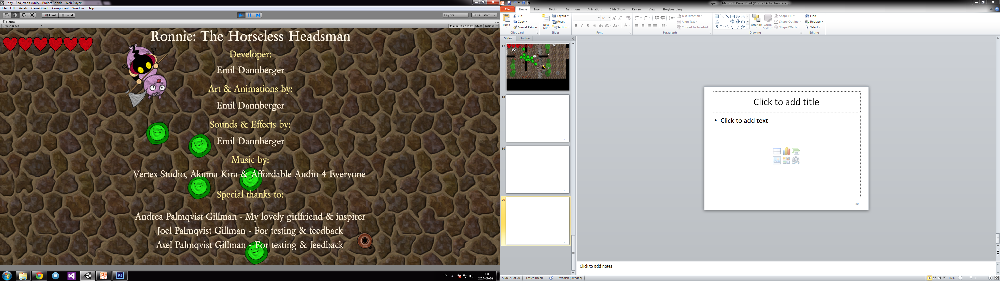 Unity - End_credits.unity - Project Ronnie - Web Player*
File Edit Assets GameObject Component Window Help
Pivot Local
Layers Tall Custom
Game
Free Aspect
Maximize on Play Stats Gizmos
Ronnie: The Horseless Headsman
Developer:
Emil Dannberger
Art & Animations by:
Emil Dannberger
Sounds & Effects by:
Emil Dannberger
Music by:
Vertex Studio, Akuma Kira & Affordable Audio 4 Everyone
Special thanks to:
Andrea Palmqvist Gillman - My lovely girlfriend & inspirer
Joel Palmqvist Gillman - For testing & feedback
Axel Palmqvist Gillman - For testing & feedback
Ps
SV
13:31
2014-06-02
ignite - Microsoft PowerPoint (Product Activation Failed)
File Home Insert Design Transitions Animations Slide Show Review View Storyboarding
Paste
Cut
Copy
Format Painter
Clipboard
New Slide
Layout
Reset
Section
Slides
32
Font
Text Direction
Align Text
Convert to SmartArt
Paragraph
Arrange
Quick Styles
Shape Fill
Shape Outline
Shape Effects
Drawing
Find
Replace
Select
Editing
Slides Outline
17
18
19
20
Click to add title
• Click to add text
20
Click to add notes
Slide 20 of 20 "Office Theme" Swedish (Sweden)
66%